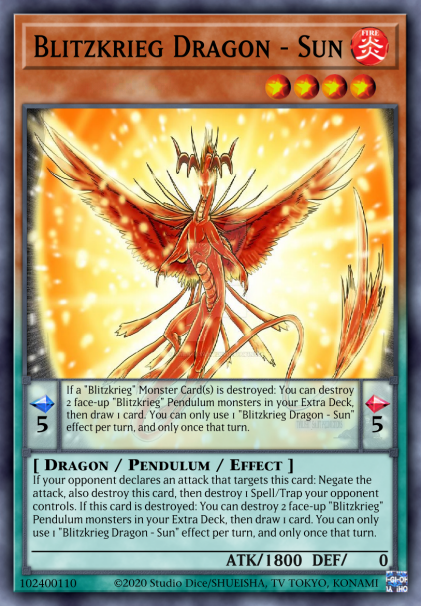 BLITZKRIEG DRAGON - SUN
FIRE
炎
If a "Blitzkrieg" Monster Card(s) is destroyed: You can destroy
2 face-up "Blitzkrieg" Pendulum monsters in your Extra Deck,
then draw 1 card. You can only use 1 "Blitzkrieg Dragon - Sun"
effect per turn, and only once that turn.
5
5
[ DRAGON / PENDULUM / EFFECT ]
If your opponent declares an attack that targets this card: Negate the
attack, also destroy this card, then destroy 1 Spell/Trap your opponent
controls. If this card is destroyed: You can destroy 2 face-up "Blitzkrieg"
Pendulum monsters in your Extra Deck, then draw 1 card. You can only
use 1 "Blitzkrieg Dragon - Sun" effect per turn, and only once that turn.
ATK/1800 DEF/ 0
102400110 ©2020 Studio Dice/SHUEISHA, TV TOKYO, KONAMI